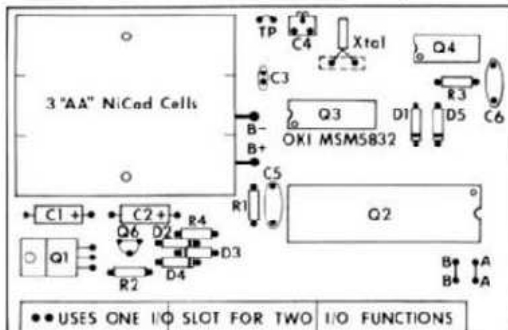 TP
C4
Xtal
Q4
C3
R3
C6
3 "AA" NiCad Cells
B-
B+
Q3
OKI MSM5832
D1
D5
C5
R1
Q2
C1 +
C2 +
Q6
D2
R4
D3
D4
Q1
R2
B A
B A
•• USES ONE I/O SLOT FOR TWO I/O FUNCTIONS